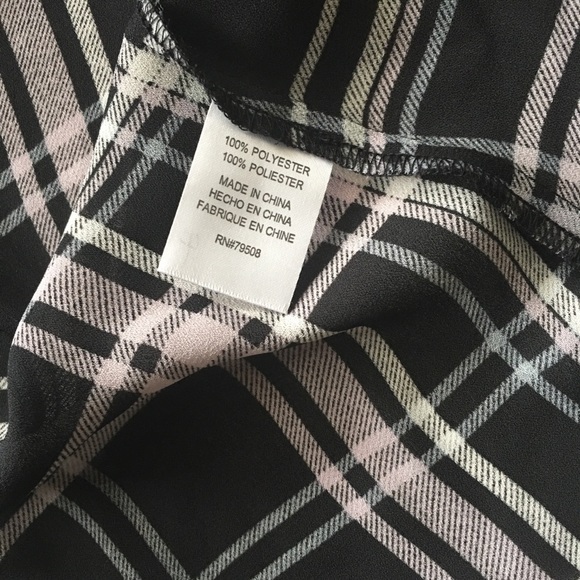 100% POLYESTER
100% POLIESTER
MADE IN CHINA
HECHO EN CHINA
FABRIQUE EN CHINE
RN#79508